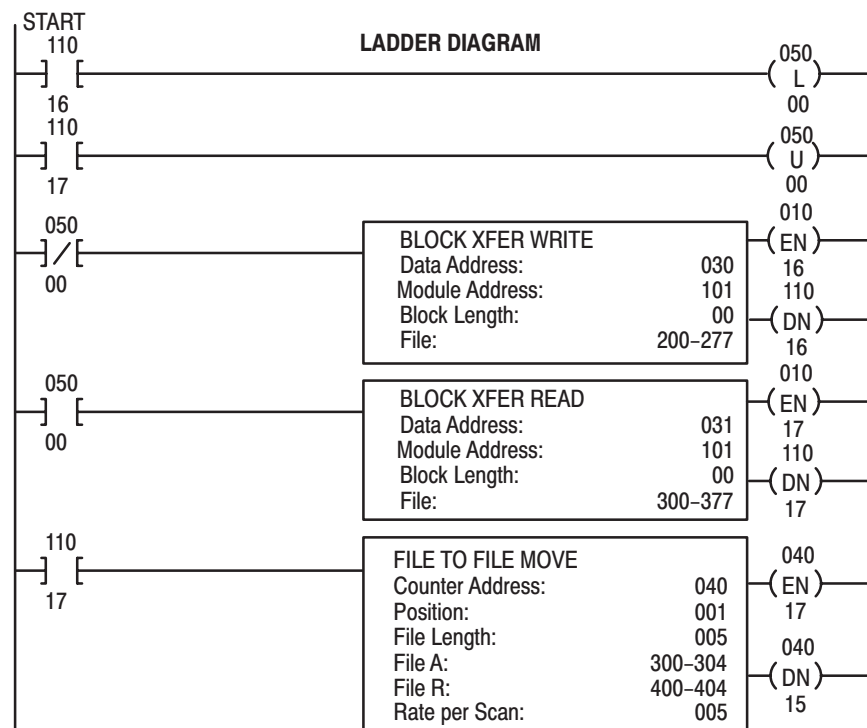 START
LADDER DIAGRAM
110
16
050
L
00
110
17
050
U
00
050
00
BLOCK XFER WRITE
Data Address: 030
Module Address: 101
Block Length: 00
File: 200–277
010
EN
16
110
DN
16
050
00
BLOCK XFER READ
Data Address: 031
Module Address: 101
Block Length: 00
File: 300–377
010
EN
17
110
DN
17
110
17
FILE TO FILE MOVE
Counter Address: 040
Position: 001
File Length: 005
File A: 300–304
File R: 400–404
Rate per Scan: 005
040
EN
17
040
DN
15